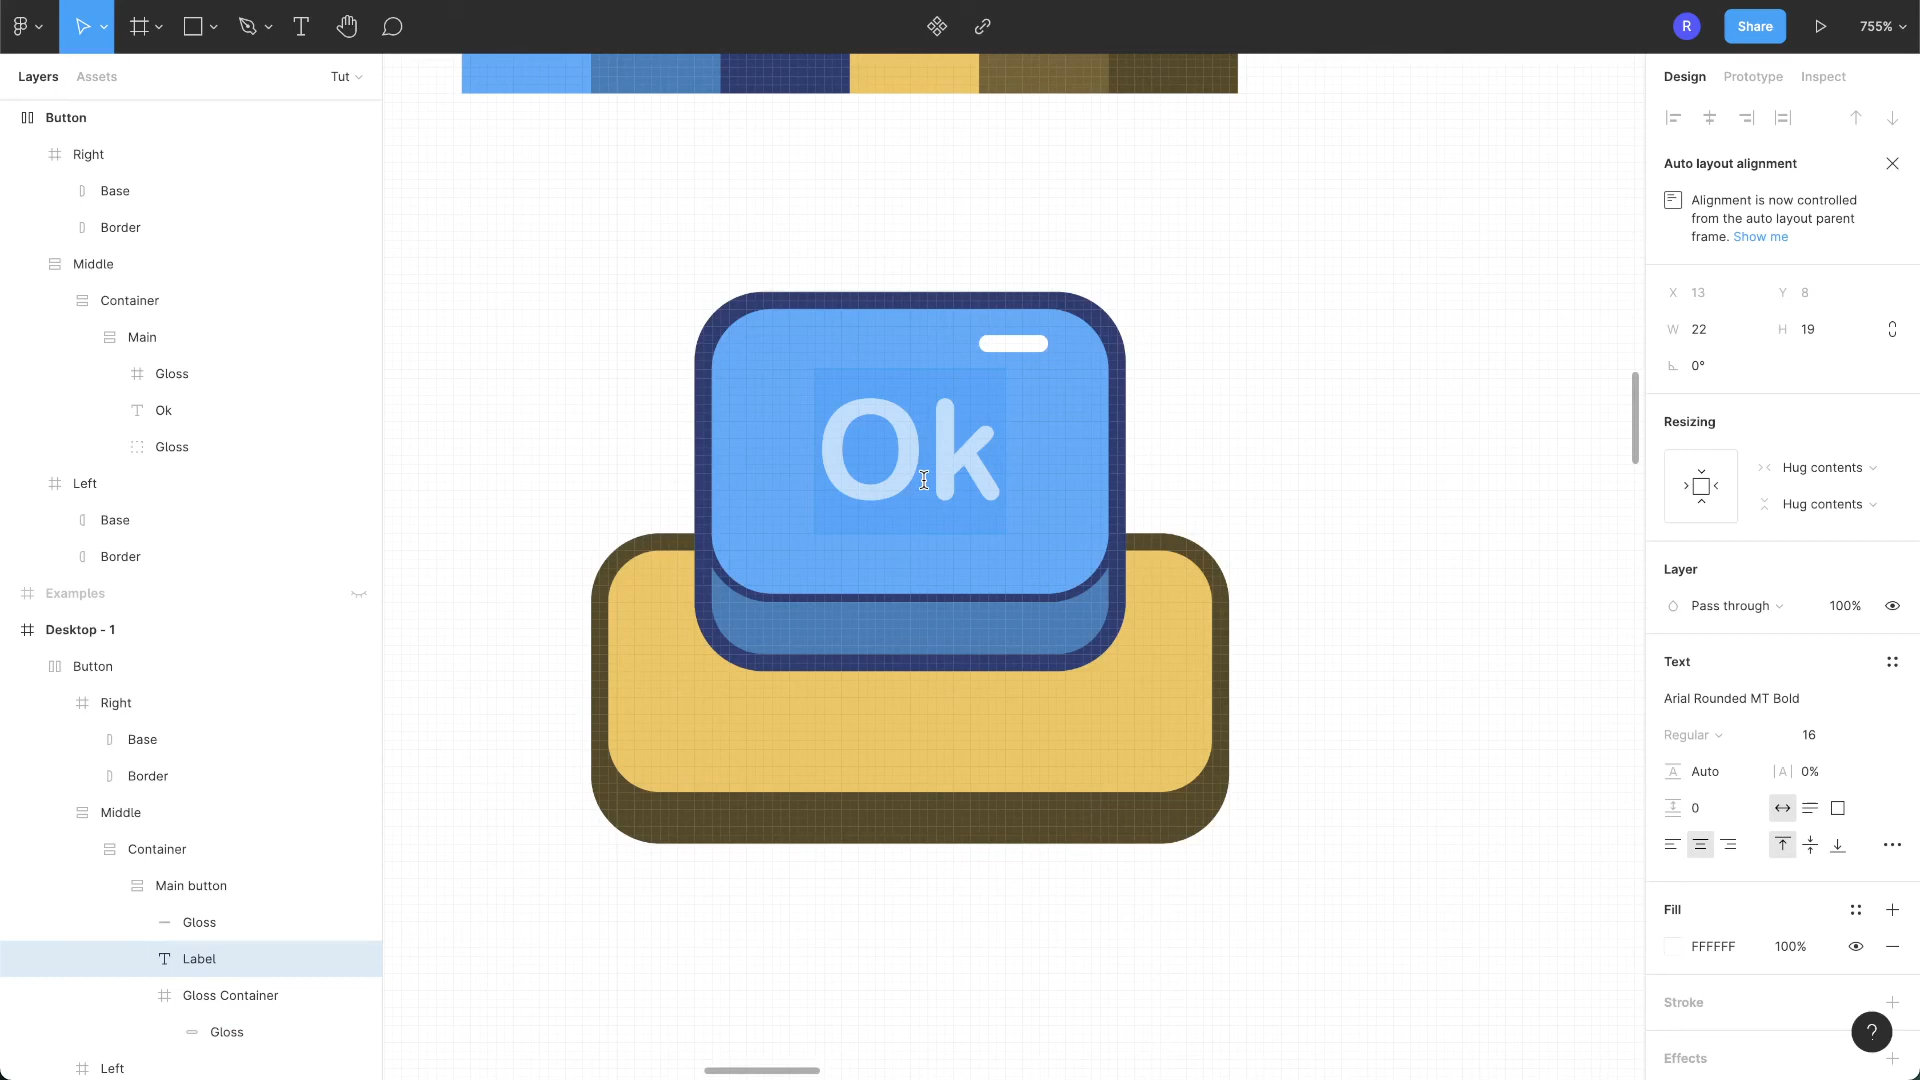 Share
755%
R
Layers
Assets
Tut
Button
Right
Base
Border
Middle
Container
Main
Gloss
Ok
Gloss
Left
Base
Border
Examples
Desktop - 1
Button
Right
Base
Border
Middle
Container
Main button
Gloss
Label
Gloss Container
Gloss
Left
Ok
Design
Prototype
Inspect
Auto layout alignment
Alignment is now controlled
from the auto layout parent
frame. Show me
X 13
Y 8
W 22
H 19
0°
Resizing
Hug contents
Hug contents
Layer
Pass through
100%
Text
Arial Rounded MT Bold
Regular
16
A Auto
|A| 0%
0
Fill
FFFFFF
100%
Stroke
Effects
?